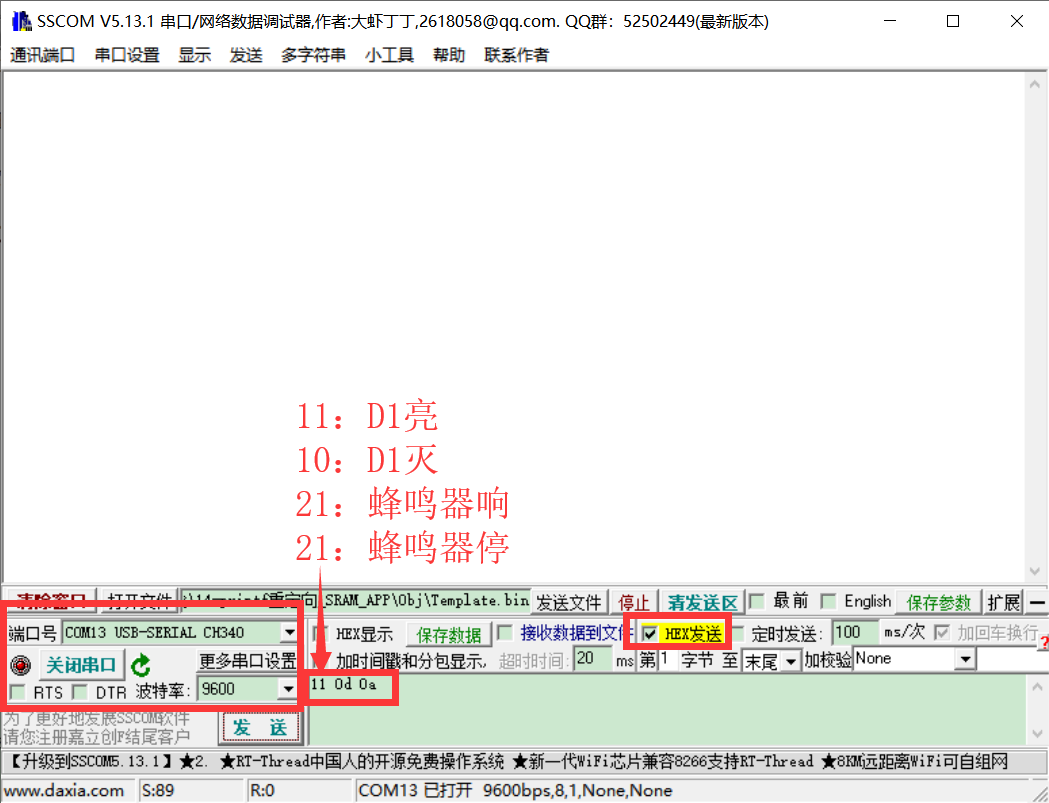 SSCOM V5.13.1 串口/网络数据调试器,作者:大虾丁丁,2618058@qq.com. QQ群: 52502449(最新版本)
通讯端口 串口设置 显示 发送 多字符串 小工具 帮助 联系作者
11: D1亮
10: D1灭
21: 蜂鸣器响
21: 蜂鸣器停
清除窗口 打开文件 重定向_SRAM_APP\Obj\Template.bin 发送文件 停止 清发送区 最前 English 保存参数 扩展
端口号 COM13 USB-SERIAL CH340 HEX显示 保存数据 接收数据到文件 HEX发送 定时发送: 100 ms/次 加回车换行 ?
关闭串口 更多串口设置 加时间戳和分包显示, 超时时间: 20 ms 第 1 字节 至 末尾 加校验 None
RTS DTR 波特率: 9600 11 0d 0a
为了更好地发展SSCOM软件
请您注册嘉立创F结尾客户
发 送
【升级到SSCOM5.13.1】★2. ★RT-Thread中国人的开源免费操作系统 ★新一代WiFi芯片兼容8266支持RT-Thread ★8KM远距离WiFi可自组网
www.daxia.com S:89 R:0 COM13 已打开 9600bps,8,1,None,None